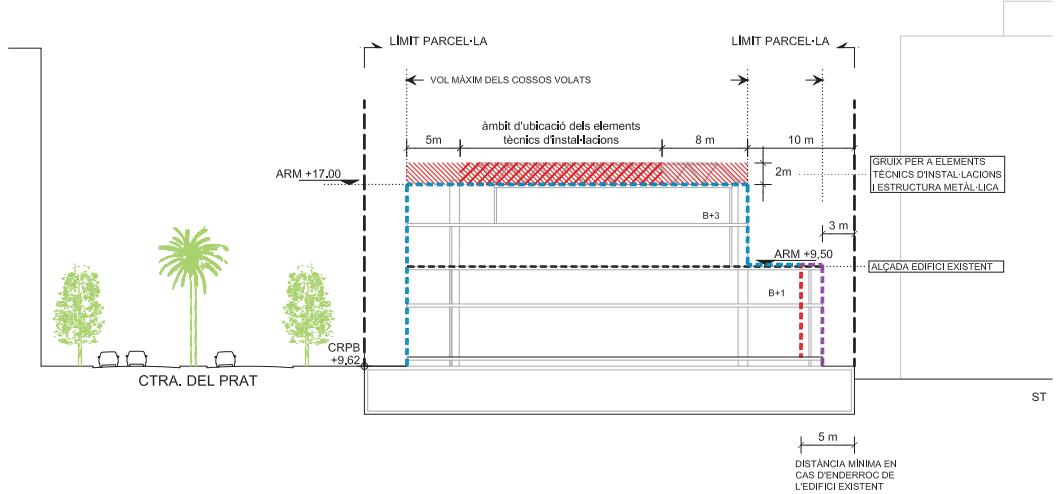 LÍMIT PARCEL·LA
LÍMIT PARCEL·LA
VOL MÀXIM DELS COSSOS VOLATS
5m
àmbit d'ubicació dels elements
tècnics d'instal·lacions
8 m
10 m
ARM +17.00
2m
GRUIX PER A ELEMENTS
TÈCNICS D'INSTAL·LACIONS
I ESTRUCTURA METÀL·LICA
B+3
3 m
ARM +9,50
ALÇADA EDIFICI EXISTENT
B+1
CRPB
+9,62
CTRA. DEL PRAT
ST
5 m
DISTÀNCIA MÍNIMA EN
CAS D'ENDERROC DE
L'EDIFICI EXISTENT